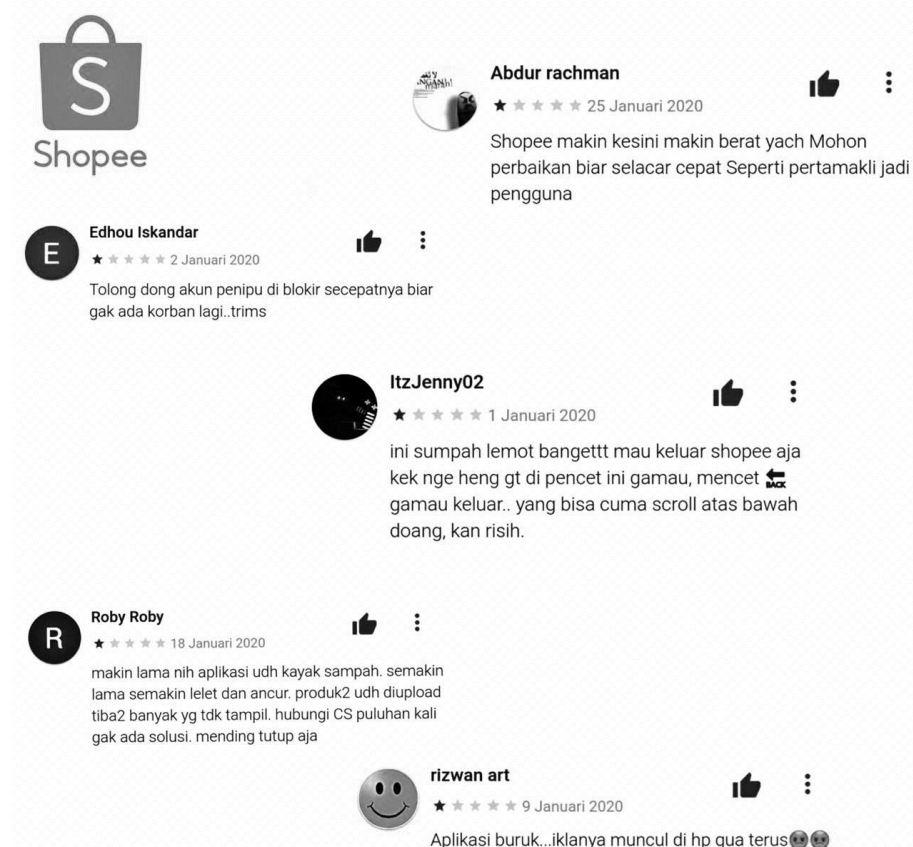 S
Shopee
Abdur rachman
25 Januari 2020
Shopee makin kesini makin berat yach Mohon
perbaikan biar selacar cepat Seperti pertamakli jadi
pengguna
E
Edhou Iskandar
2 Januari 2020
Tolong dong akun penipu di blokir secepatnya biar
gak ada korban lagi..trims
ItzJenny02
1 Januari 2020
ini sumpah lemot bangettt mau keluar shopee aja
kek nge heng gt di pencet ini gamau, mencet 🔙
gamau keluar.. yang bisa cuma scroll atas bawah
doang, kan risih.
R
Roby Roby
18 Januari 2020
makin lama nih aplikasi udh kayak sampah. semakin
lama semakin lelet dan ancur. produk2 udh diupload
tiba2 banyak yg tdk tampil. hubungi CS puluhan kali
gak ada solusi. mending tutup aja
rizwan art
9 Januari 2020
Aplikasi buruk...iklanya muncul di hp gua terus😡😡